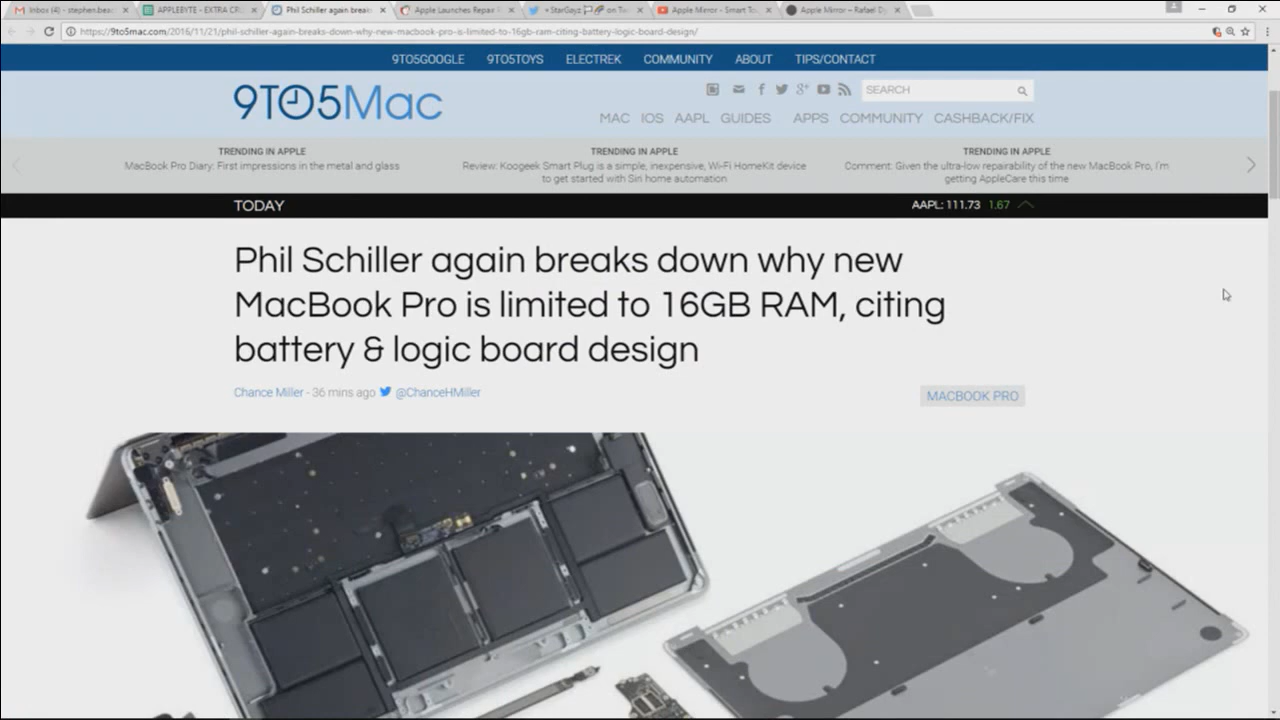 Inbox (4) - stephen.beac
APPLEBYTE - EXTRA CR
Phil Schiller again break
Apple Launches Repair
+StarGayz on Tw
Apple Mirror - Smart To
Apple Mirror – Rafael Dy
https://9to5mac.com/2016/11/21/phil-schiller-again-breaks-down-why-new-macbook-pro-is-limited-to-16gb-ram-citing-battery-logic-board-design/
9TO5GOOGLE 9TO5TOYS ELECTREK COMMUNITY ABOUT TIPS/CONTACT
9TO5Mac
SEARCH
MAC IOS AAPL GUIDES APPS COMMUNITY CASHBACK/FIX
TRENDING IN APPLE
MacBook Pro Diary: First impressions in the metal and glass
TRENDING IN APPLE
Review: Koogeek Smart Plug is a simple, inexpensive, Wi-Fi HomeKit device
to get started with Siri home automation
TRENDING IN APPLE
Comment: Given the ultra-low repairability of the new MacBook Pro, I'm
getting AppleCare this time
TODAY
AAPL: 111.73 1.67
Phil Schiller again breaks down why new
MacBook Pro is limited to 16GB RAM, citing
battery & logic board design
Chance Miller - 36 mins ago @ChanceHMiller
MACBOOK PRO